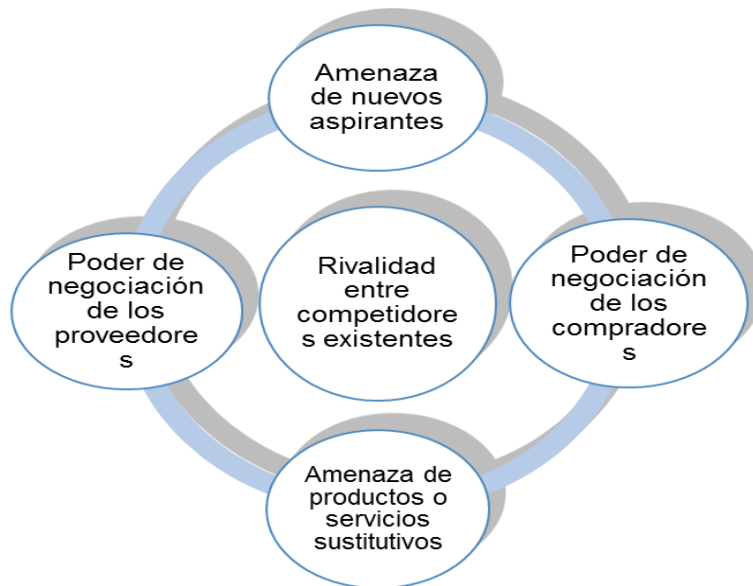 Amenaza
de nuevos
aspirantes
Poder de
negociación
de los
proveedore
s
Rivalidad
entre
competidore
s existentes
Poder de
negociación
de los
compradore
s
Amenaza de
productos o
servicios
sustitutivos